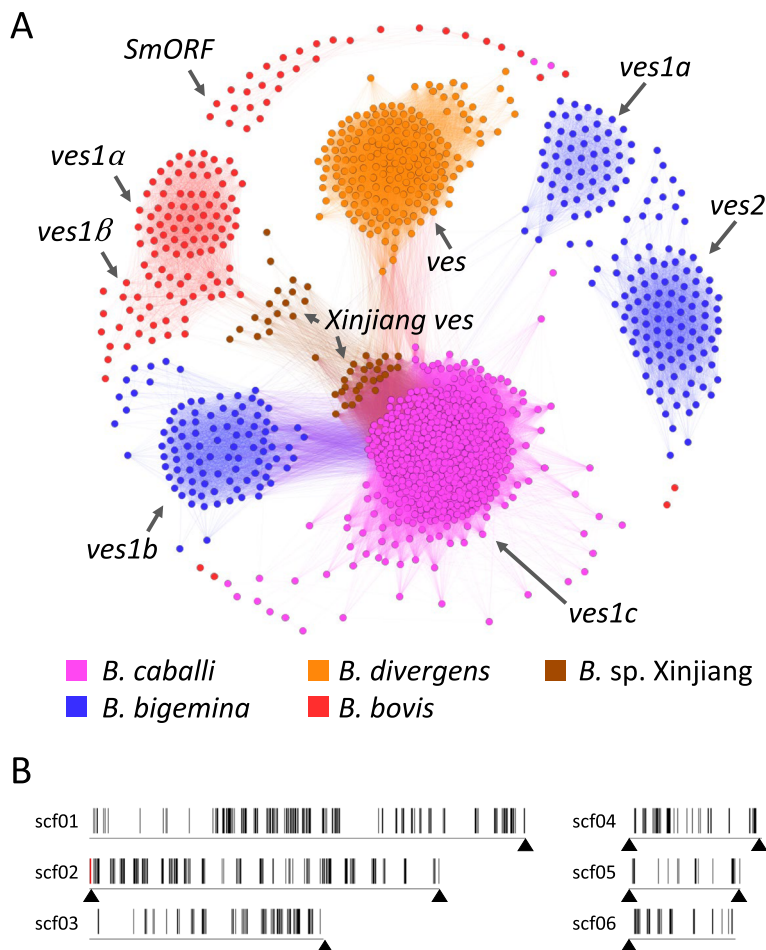 A
SmORF
ves1a
ves1α
ves2
ves1β
ves
Xinjiang ves
ves1b
ves1c
B. caballi
B. divergens
B. sp. Xinjiang
B. bigemina
B. bovis
B
scf01
scf04
scf02
scf05
scf03
scf06